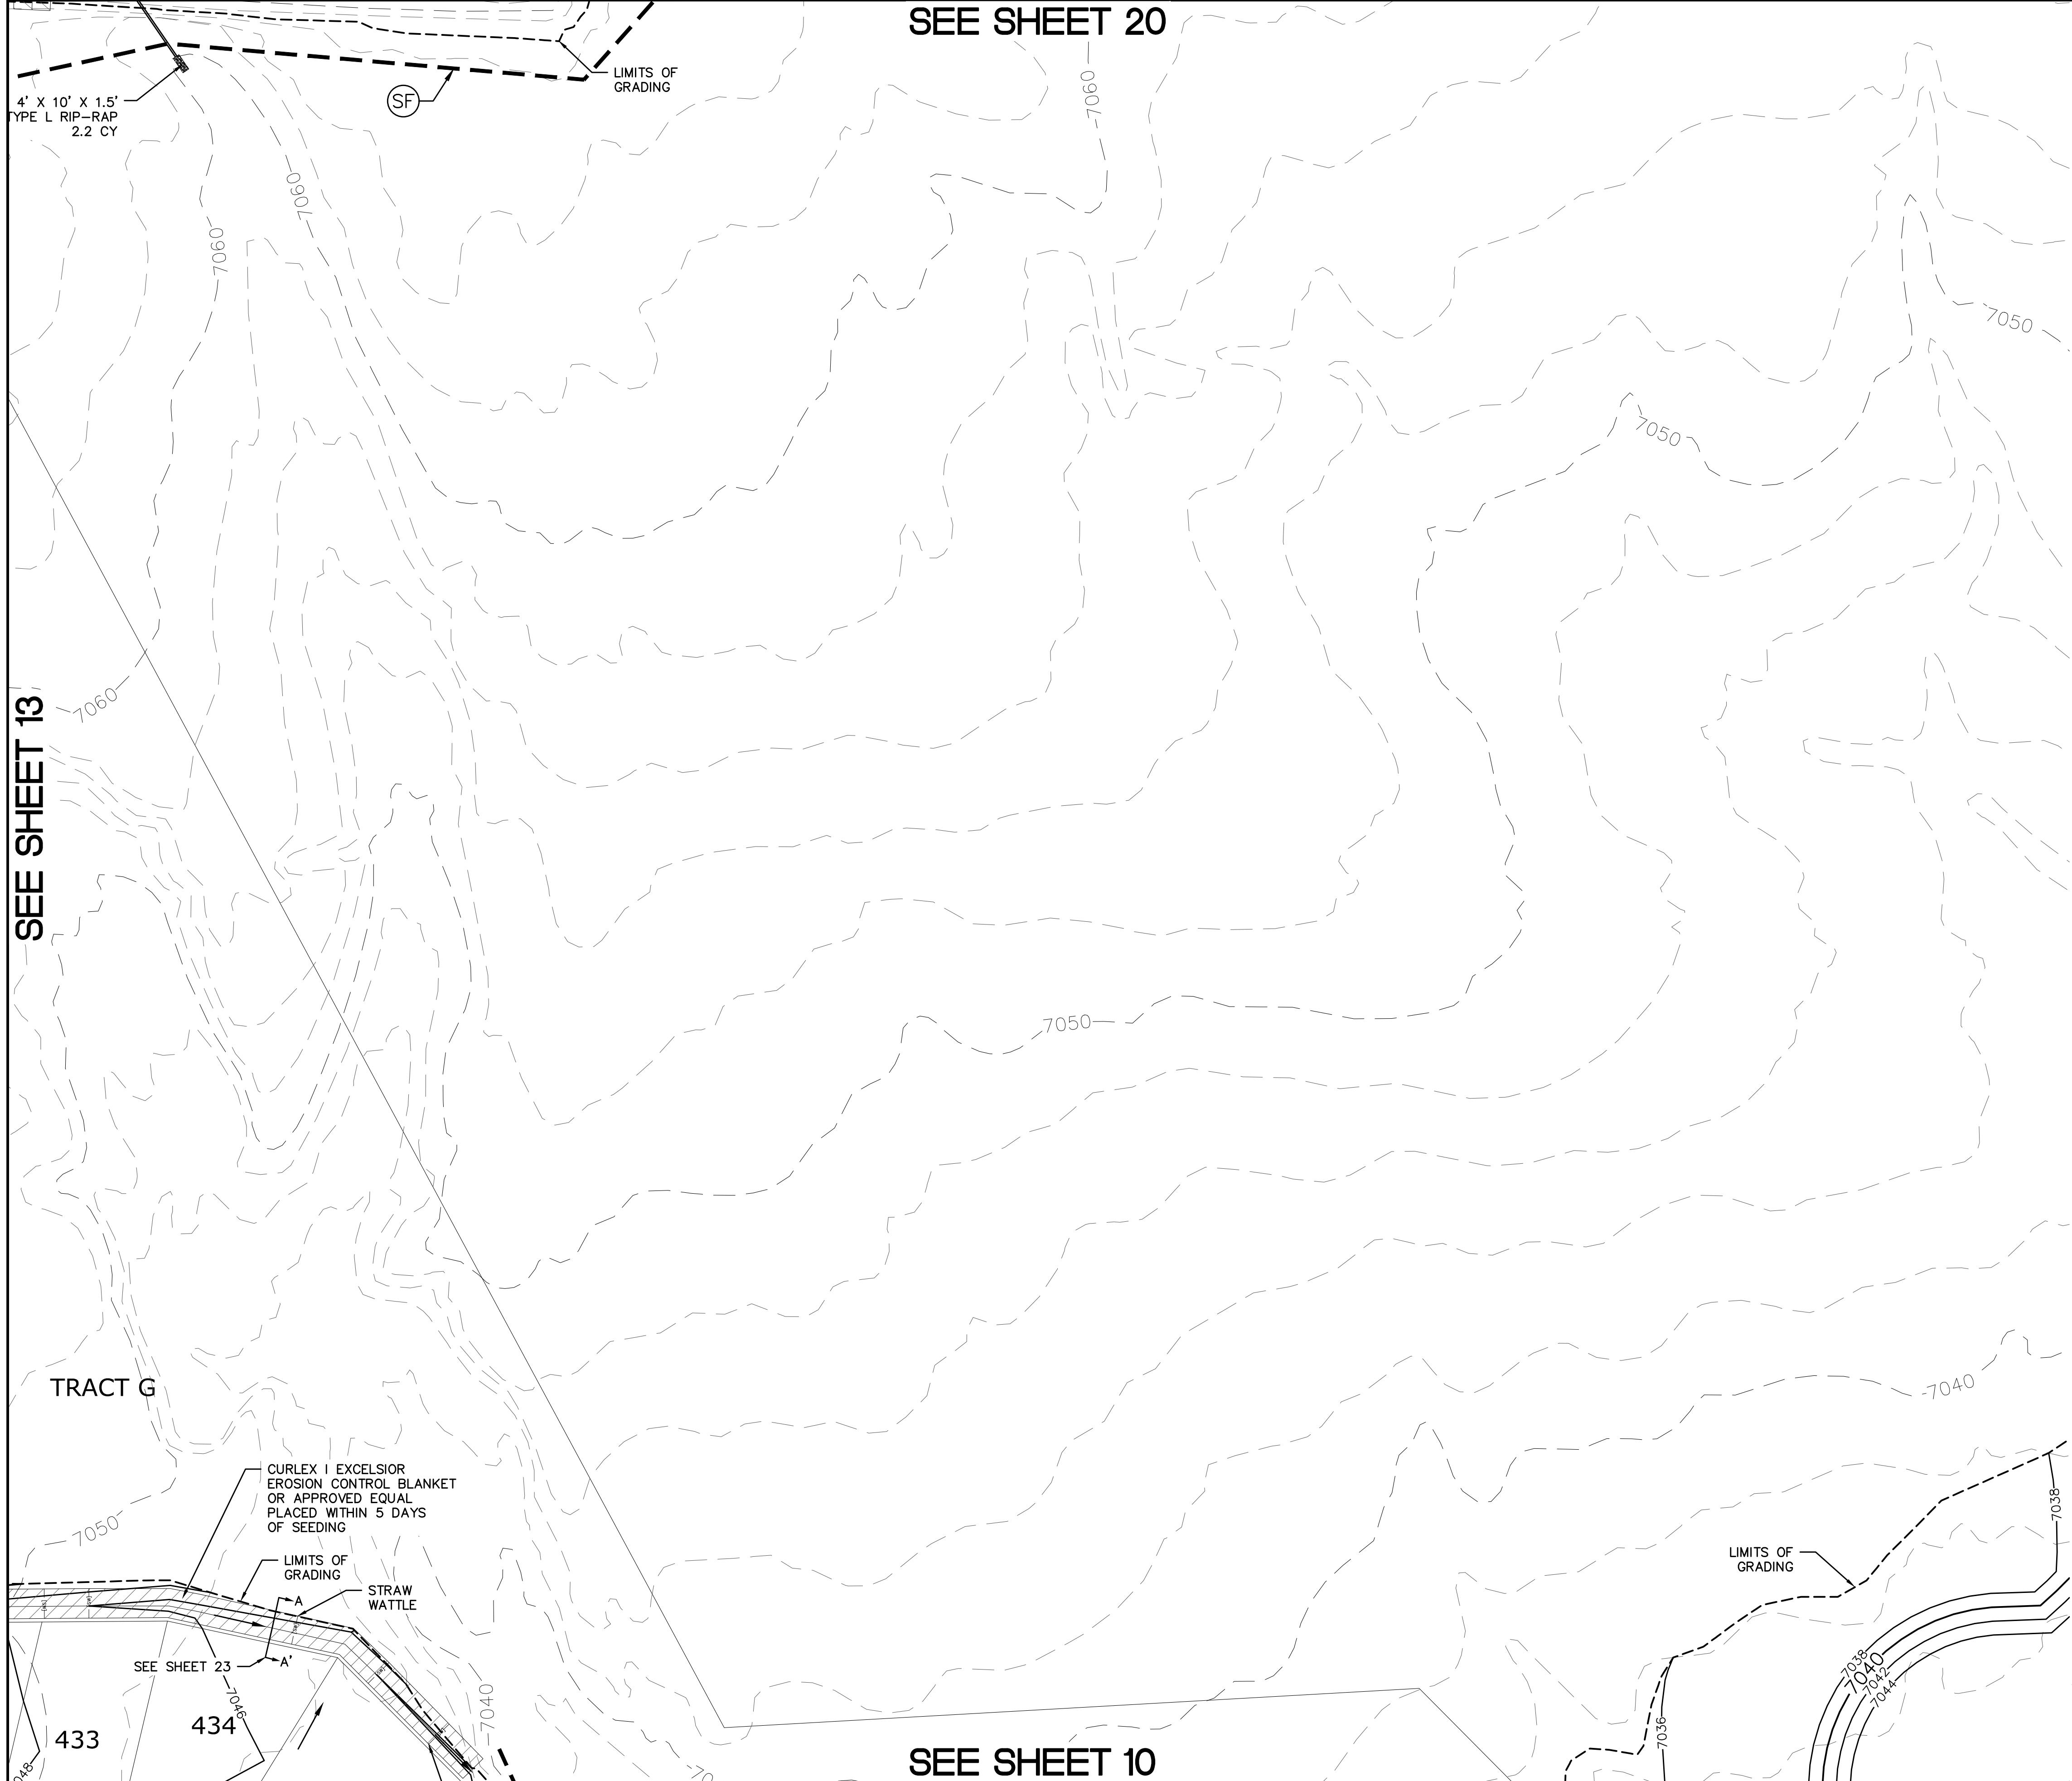 SEE SHEET 20
LIMITS OF
GRADING
SF
4' X 10' X 1.5'
TYPE L RIP-RAP
2.2 CY
7060
7060
7060
7050
7050
7060
SEE SHEET 13
7050
TRACT G
7040
CURLEX I EXCELSIOR
EROSION CONTROL BLANKET
OR APPROVED EQUAL
PLACED WITHIN 5 DAYS
OF SEEDING
7050
LIMITS OF
GRADING
STRAW
WATTLE
A
A'
SEE SHEET 23
7046
433
434
7040
7038
LIMITS OF
GRADING
7038
7040
7042
7044
7036
SEE SHEET 10